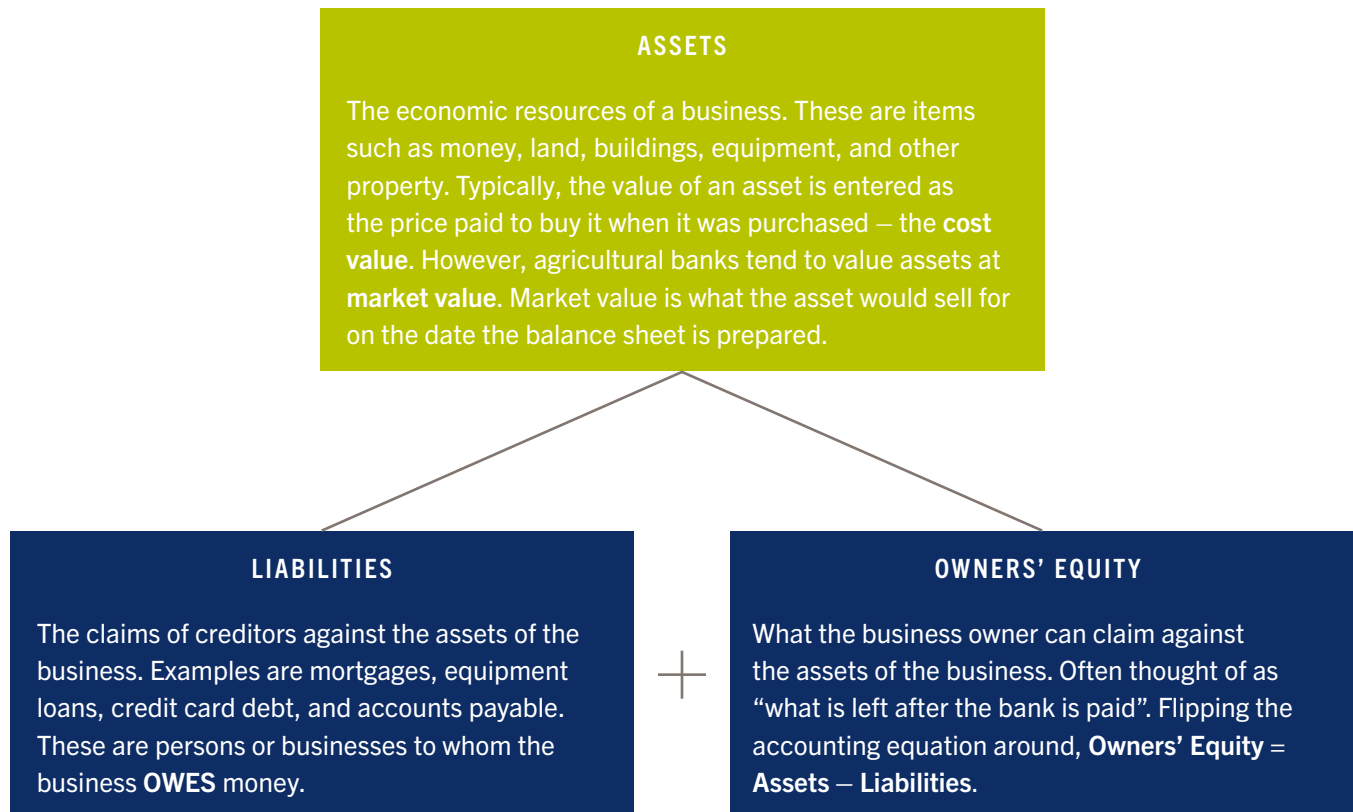 ASSETS
The economic resources of a business. These are items
such as money, land, buildings, equipment, and other
property. Typically, the value of an asset is entered as
the price paid to buy it when it was purchased – the cost
value. However, agricultural banks tend to value assets at
market value. Market value is what the asset would sell for
on the date the balance sheet is prepared.
LIABILITIES
The claims of creditors against the assets of the
business. Examples are mortgages, equipment
loans, credit card debt, and accounts payable.
These are persons or businesses to whom the
business OWES money.
+
OWNERS’ EQUITY
What the business owner can claim against
the assets of the business. Often thought of as
“what is left after the bank is paid”. Flipping the
accounting equation around, Owners’ Equity =
Assets – Liabilities.